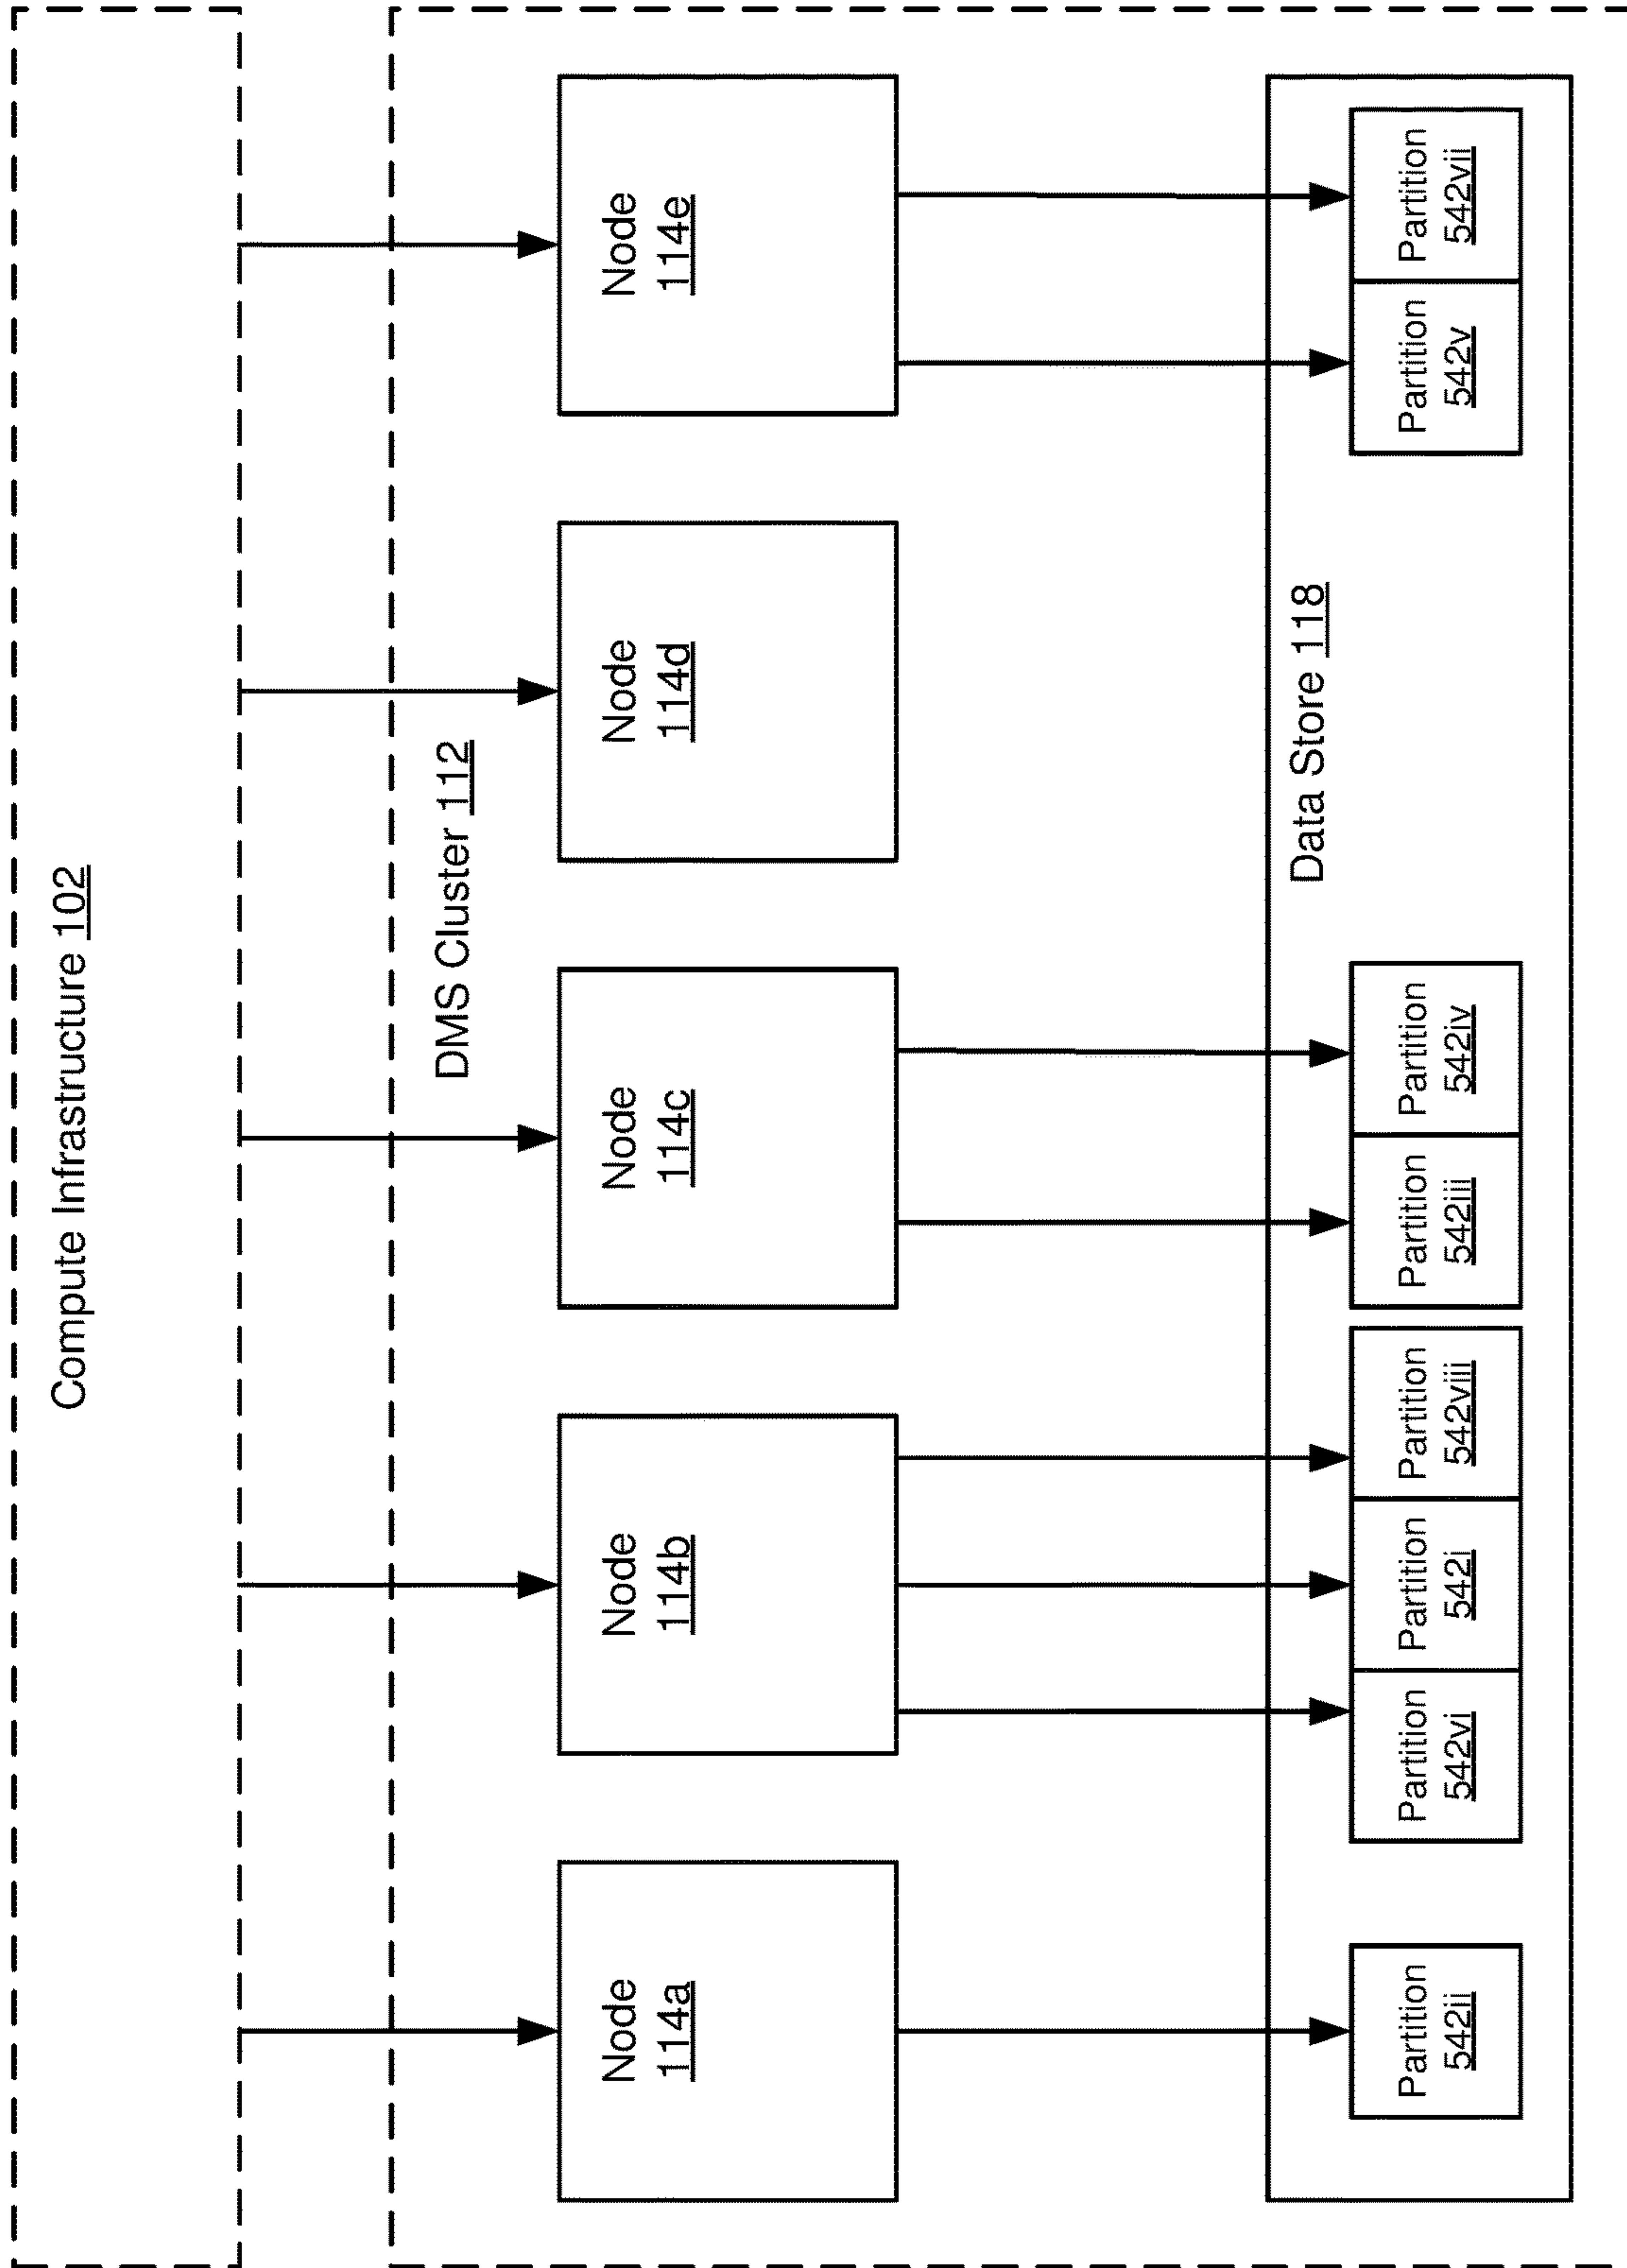 Compute Infrastructure 102
DMS Cluster 112
Node
114a
Node
114b
Node
114c
Node
114d
Node
114e
Data Store 118
Partition
542ii
Partition
542vi
Partition
542i
Partition
542viii
Partition
542iii
Partition
542iv
Partition
542v
Partition
542vii